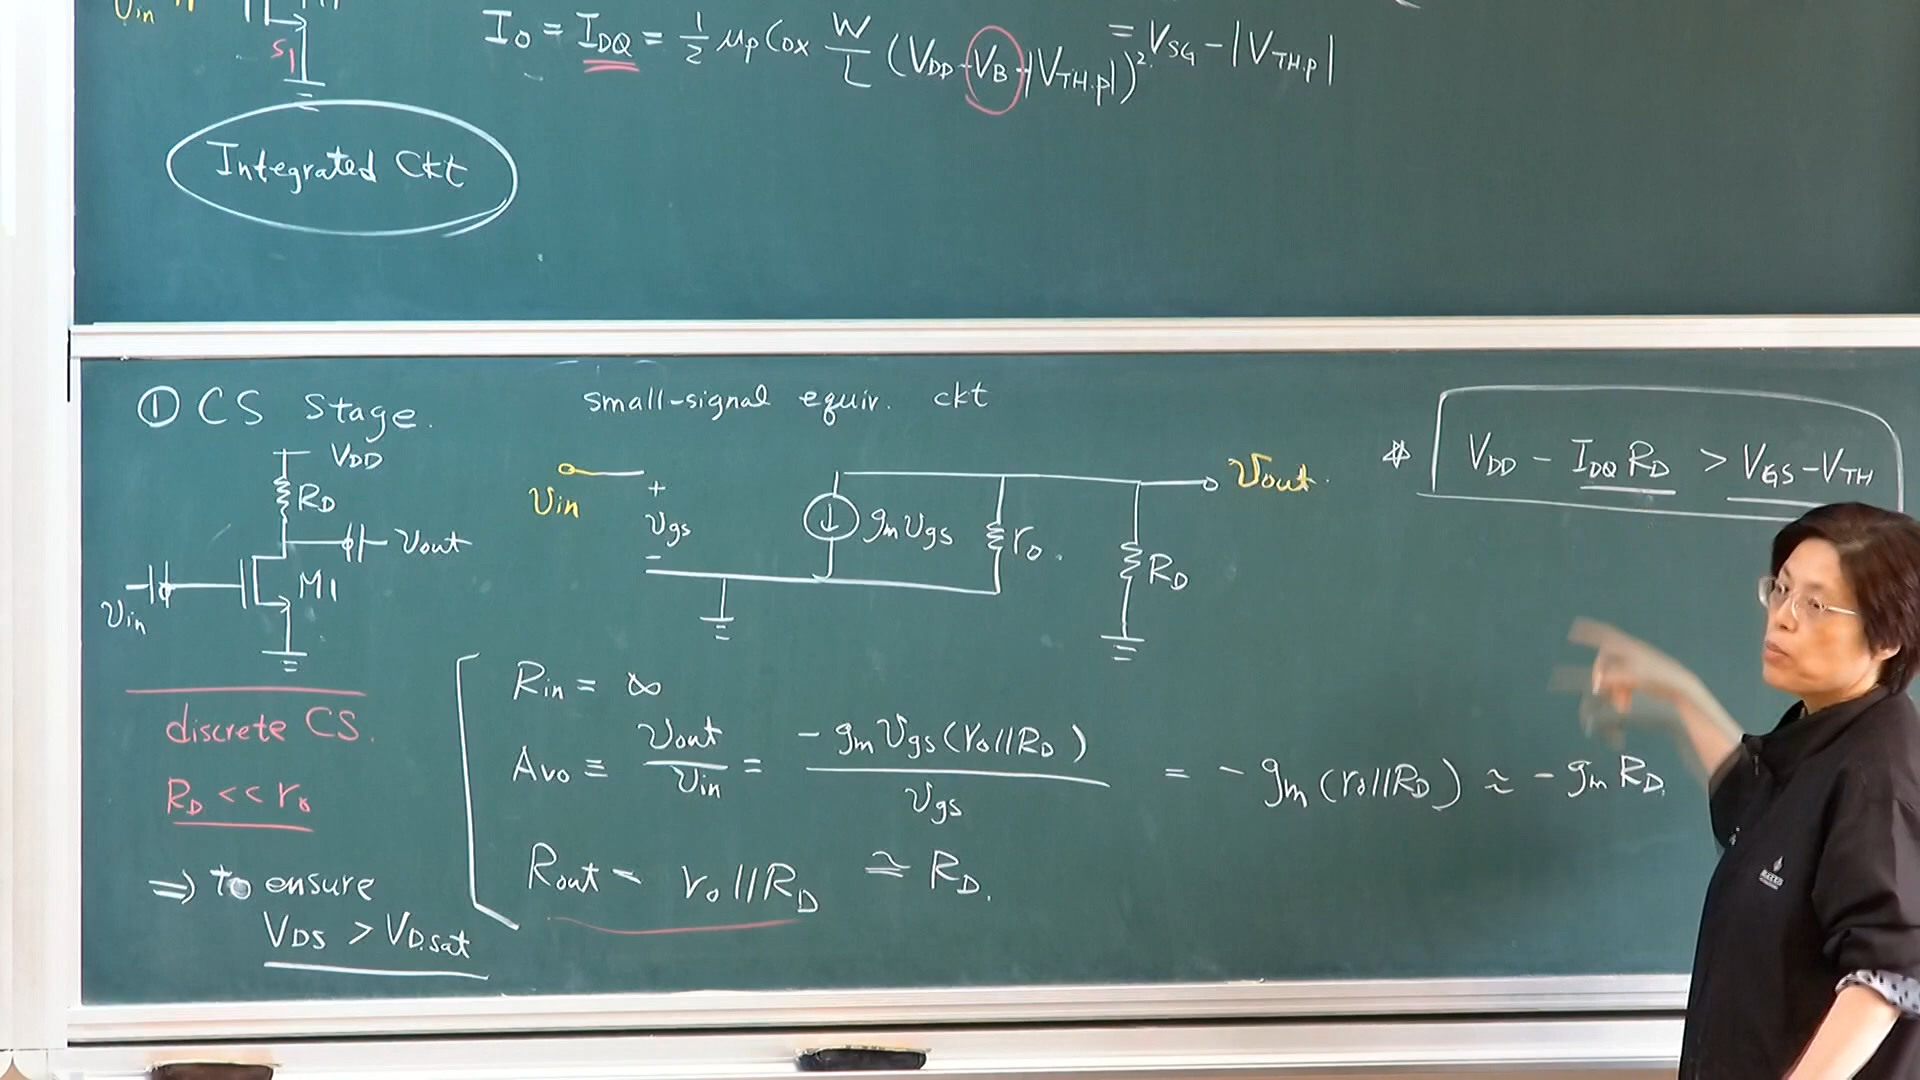 Vin
S1
I0 = IDQ = 1/2 μp Cox W/L (VDD - VB - |VTH.p|)².
= VSG - |VTH.p|
Integrated Ckt
① CS Stage.
VDD
RD
Vout
M1
Vin
discrete CS.
RD << ro
=> to ensure
VDS > VD.sat
small-signal equiv. ckt
Vin
+
Vgs
-
gm Vgs
ro.
RD
Vout.
* VDD - IDQ RD > VGS - VTH
Rin = ∞
Avo ≡ Vout/Vin = -gm Vgs (ro//RD) / Vgs = - gm (ro//RD) ≈ - gm RD.
Rout = ro//RD ≃ RD.